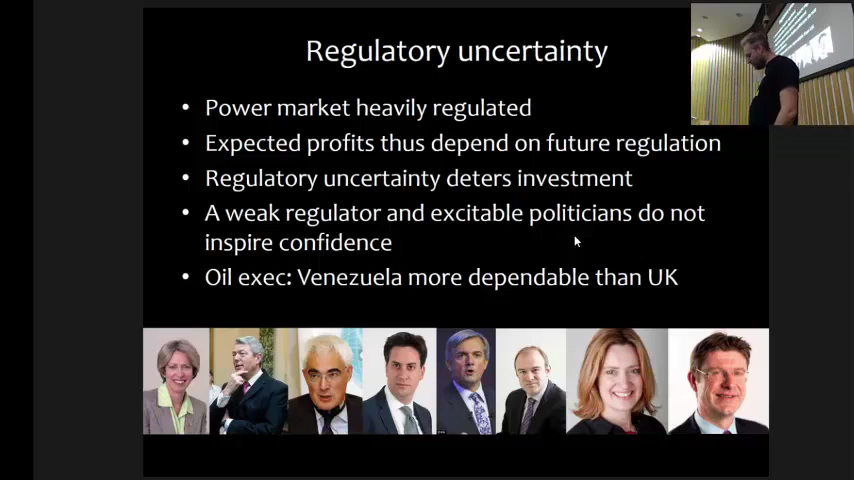 Regulatory uncertainty
• Power market heavily regulated
• Expected profits thus depend on future regulation
• Regulatory uncertainty deters investment
• A weak regulator and excitable politicians do not
inspire confidence
• Oil exec: Venezuela more dependable than UK